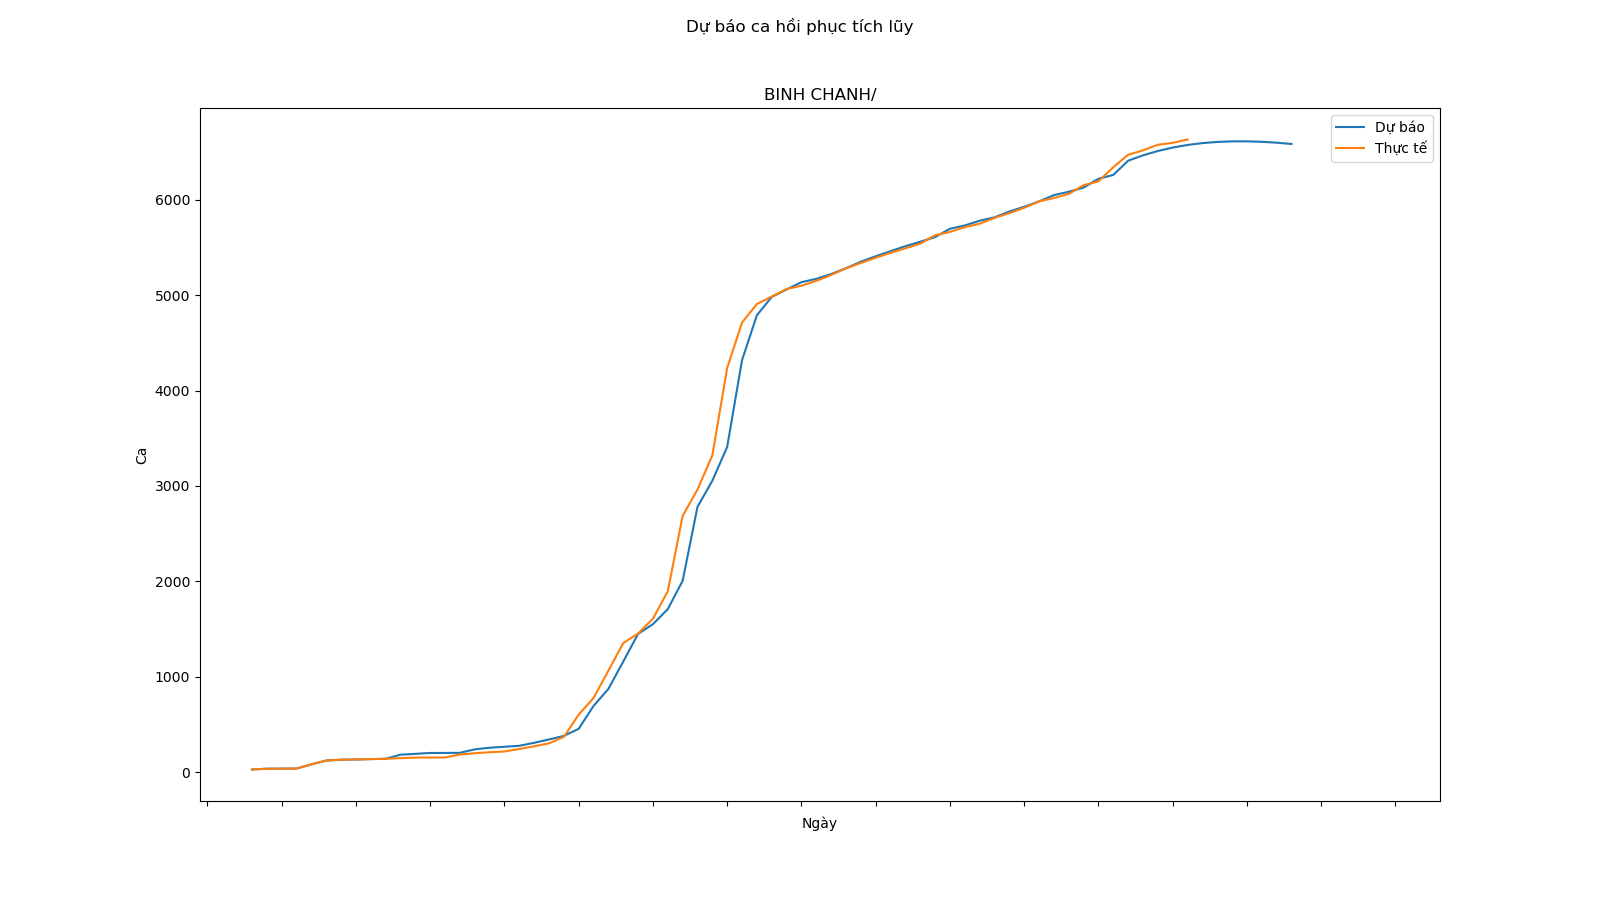 Dự báo ca hồi phục tích lũy
BINH CHANH/
Dự báo
Thực tế
6000
5000
4000
3000
2000
1000
0
Ca
Ngày